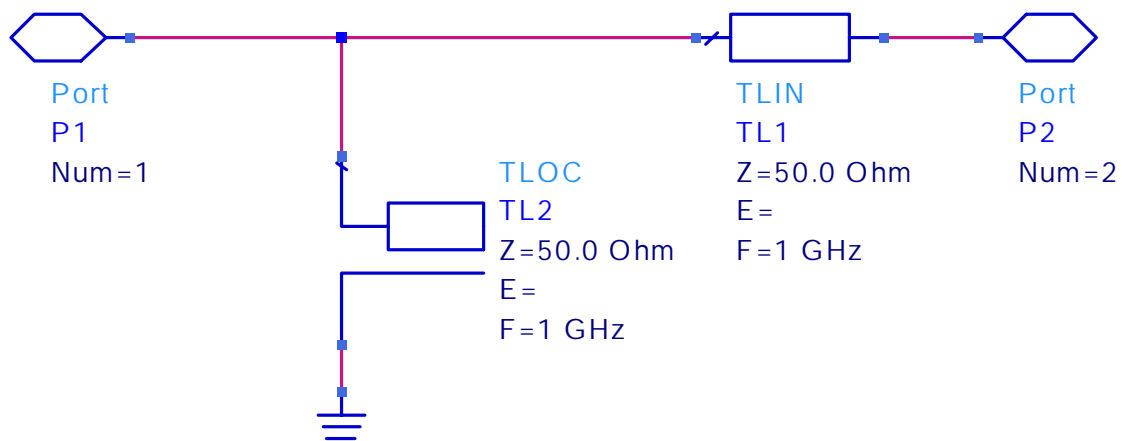 Port
P1
Num=1
TLOC
TL2
Z=50.0 Ohm
E=
F=1 GHz
TLIN
TL1
Z=50.0 Ohm
E=
F=1 GHz
Port
P2
Num=2